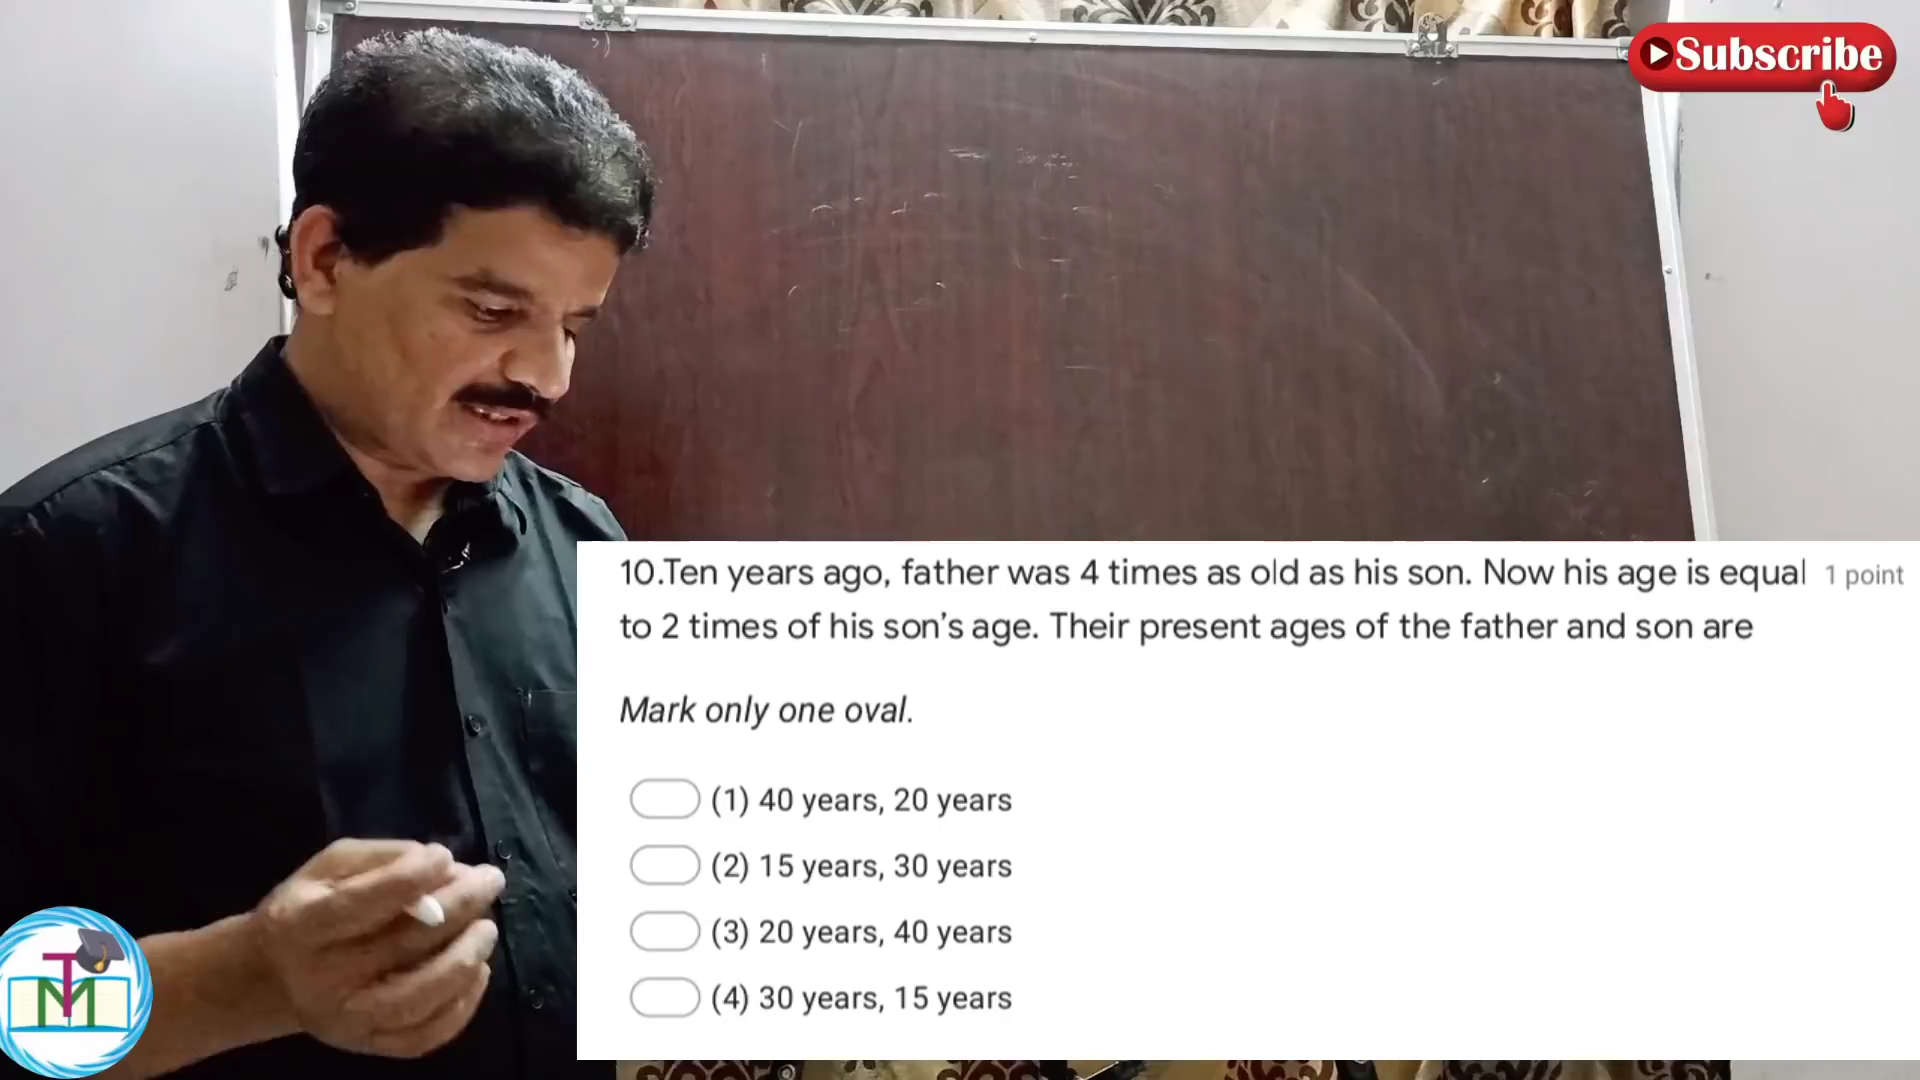 Subscribe
10.Ten years ago, father was 4 times as old as his son. Now his age is equal 1 point
to 2 times of his son's age. Their present ages of the father and son are
Mark only one oval.
(1) 40 years, 20 years
(2) 15 years, 30 years
(3) 20 years, 40 years
(4) 30 years, 15 years
TM